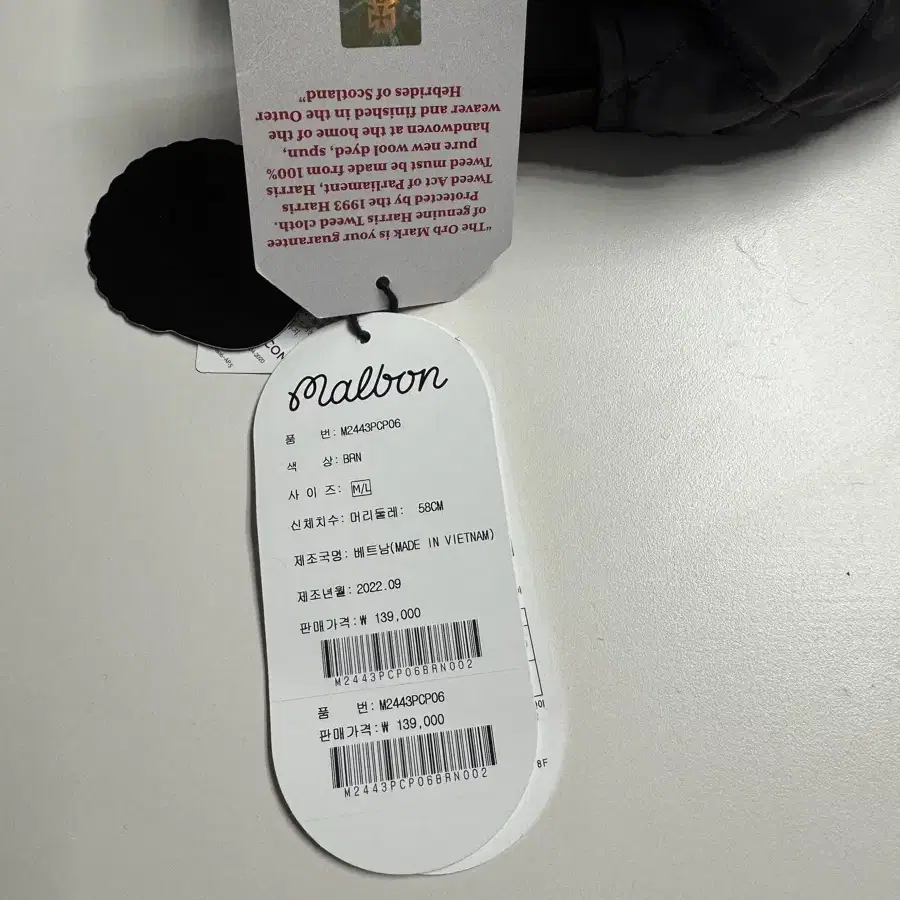 "The Orb Mark is your guarantee
of genuine Harris Tweed cloth.
Protected by the 1993 Harris
Tweed Act of Parliament, Harris
Tweed must be made from 100%
pure new wool dyed, spun,
handwoven at the home of the
weaver and finished in the Outer
Hebrides of Scotland"
CON
malbon
품 번: M2443PCP06
색 상: BRN
사 이 즈: M/L
신체치수: 머리둘레: 58CM
제조국명: 베트남(MADE IN VIETNAM)
제조년월: 2022.09
판매가격:₩ 139,000
M2443PCP06BRN002
품 번: M2443PCP06
판매가격:₩ 139,000
M2443PCP06BRN002
8F